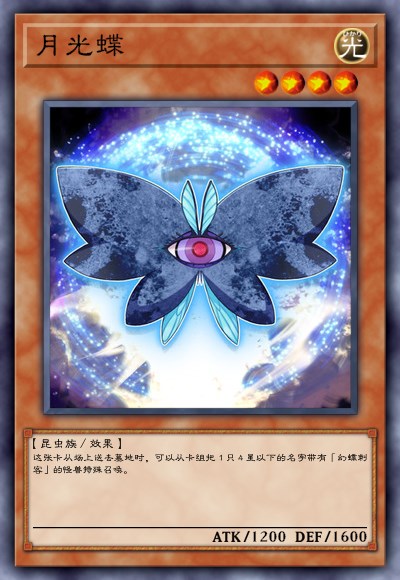 月光蝶
光
【昆虫族／效果】
这张卡从场上送去墓地时，可以从卡组把1只4星以下的名字带有「幻蝶刺
客」的怪兽特殊召唤。
ATK/1200 DEF/1600